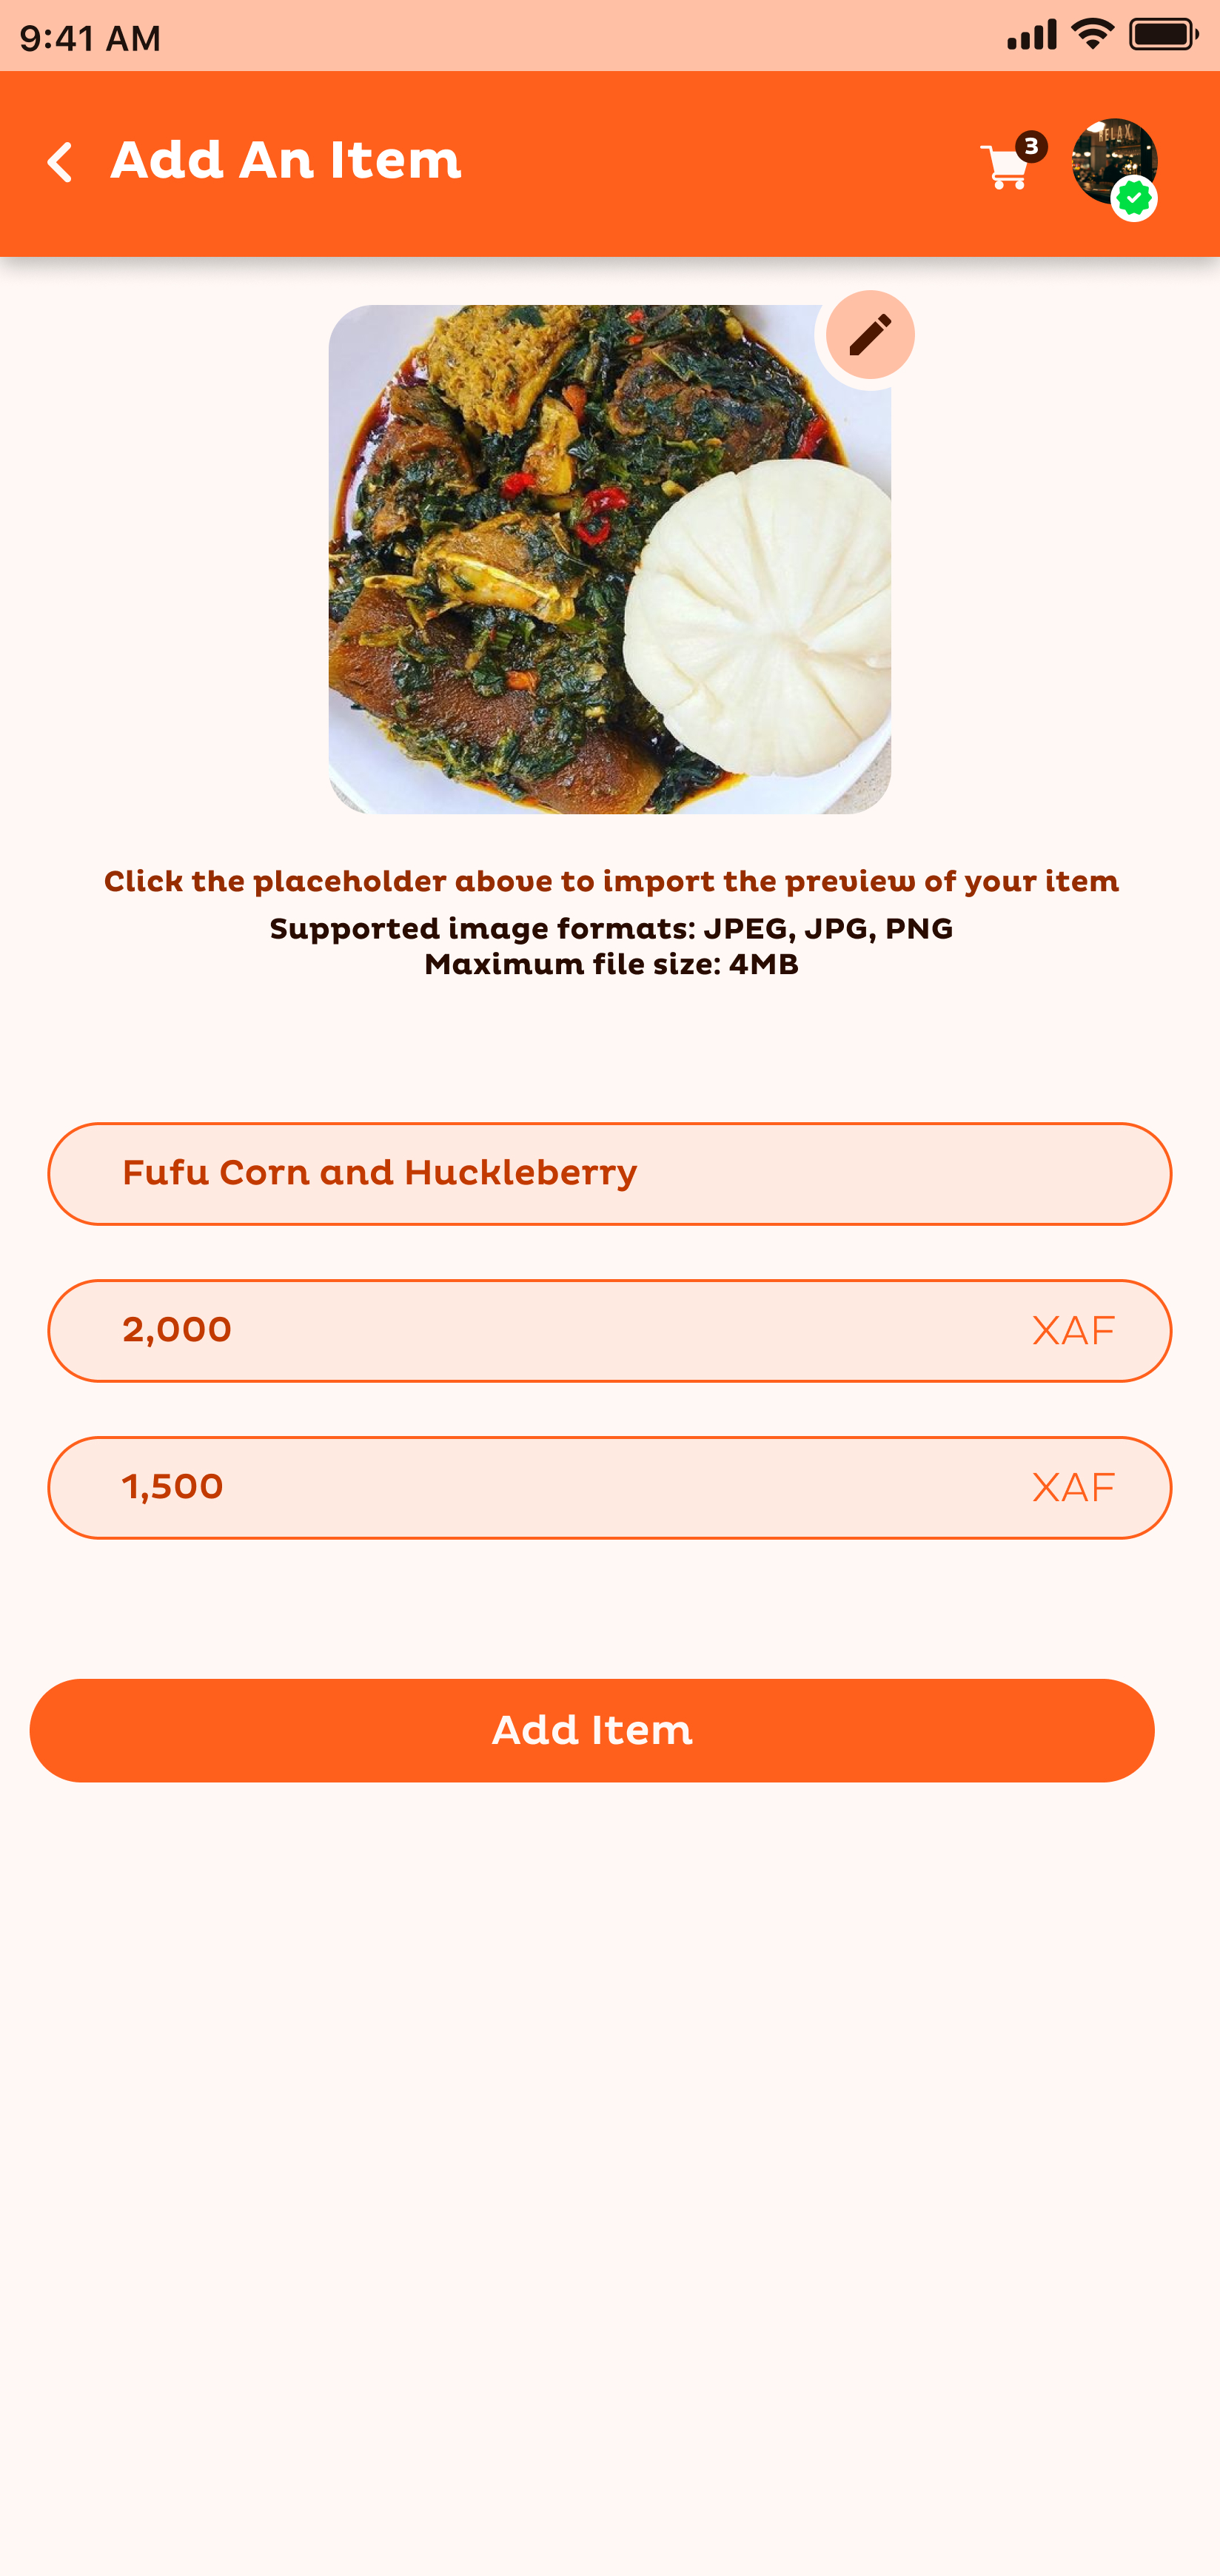 9:41 AM
Add An Item
3
RELAX
Click the placeholder above to import the preview of your item
Supported image formats: JPEG, JPG, PNG
Maximum file size: 4MB
Fufu Corn and Huckleberry
2,000 XAF
1,500 XAF
Add Item